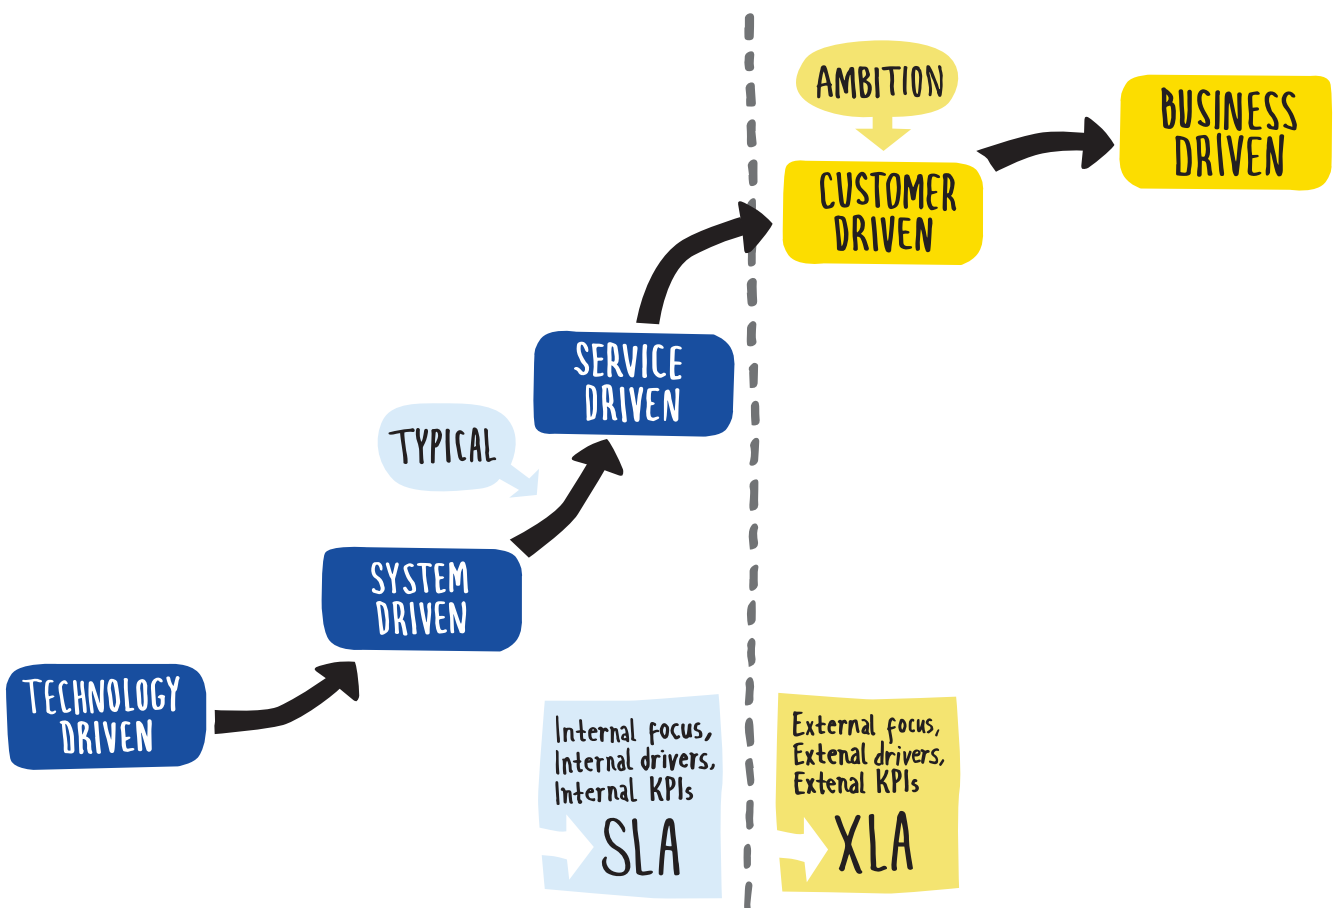 AMBITION
BUSINESS
DRIVEN
CUSTOMER
DRIVEN
SERVICE
DRIVEN
TYPICAL
SYSTEM
DRIVEN
TECHNOLOGY
DRIVEN
Internal focus,
Internal drivers,
Internal KPIs
SLA
External focus,
Extenal drivers,
Extenal KPIs
XLA